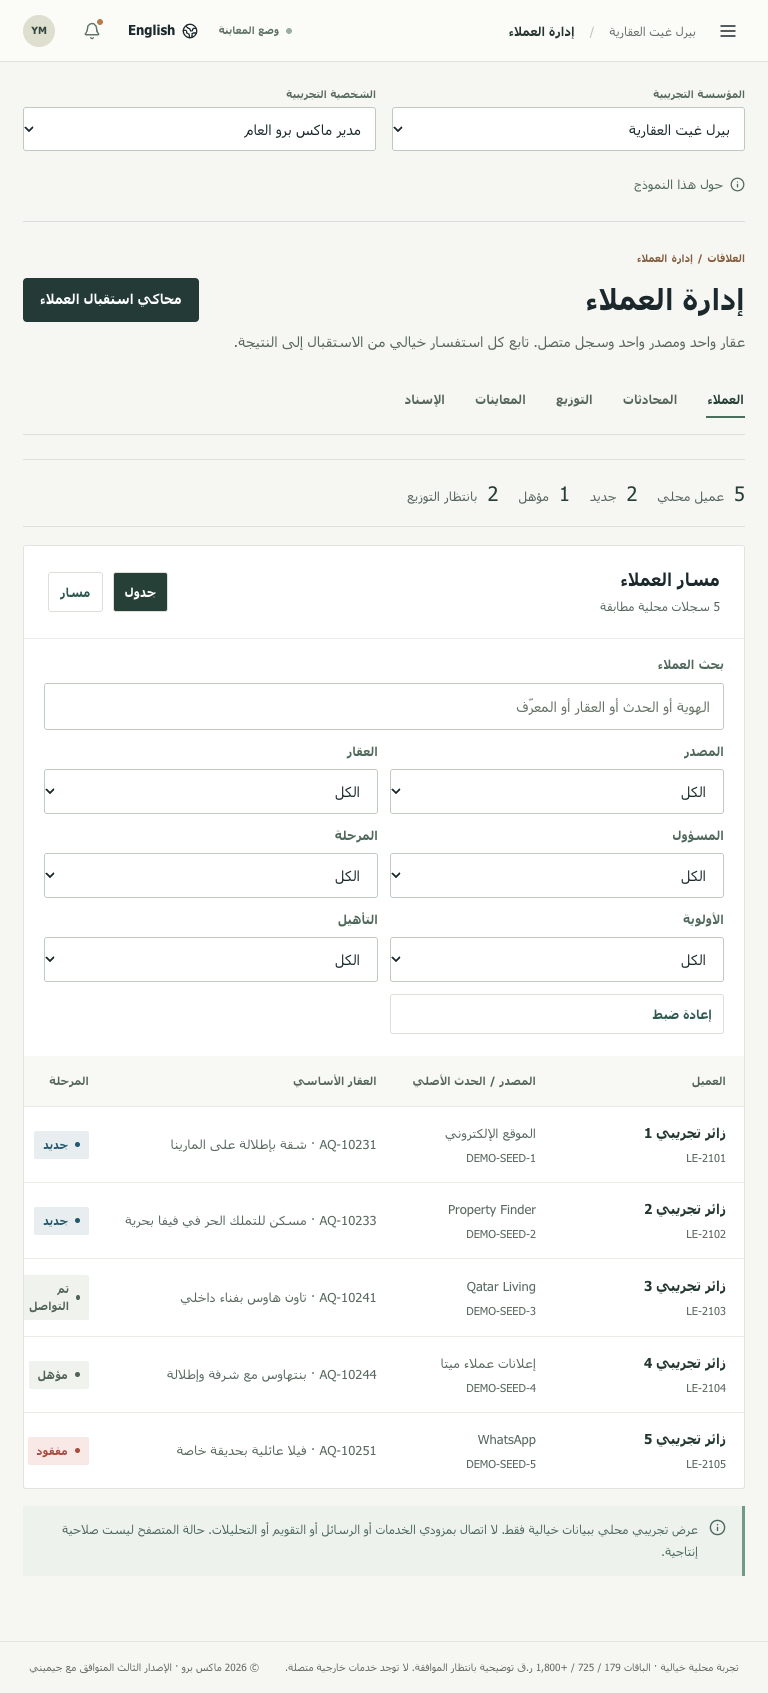 بيرل غيت العقارية / إدارة العملاء
وضع المعاينة
English
YM
المؤسسة التجريبية
بيرل غيت العقارية
الشخصية التجريبية
مدير ماكس برو العام
حول هذا النموذج
العلاقات / إدارة العملاء
إدارة العملاء
محاكي استقبال العملاء
عقار واحد ومصدر واحد وسجل متصل. تابع كل استفسار خيالي من الاستقبال إلى النتيجة.
العملاء المحادثات التوزيع المعاينات الإسناد
5 عميل محلي 2 جديد 1 مؤهل 2 بانتظار التوزيع
مسار العملاء
5 سجلات محلية مطابقة
جدول مسار
بحث العملاء
الهوية أو الحدث أو العقار أو المعرّف
المصدر العقار
الكل الكل
المسؤول المرحلة
الكل الكل
الأولوية التأهيل
الكل الكل
إعادة ضبط
العميل المصدر / الحدث الأصلي العقار الأساسي المرحلة
زائر تجريبي 1 الموقع الإلكتروني AQ-10231 · شقة بإطلالة على المارينا جديد
LE-2101 DEMO-SEED-1
زائر تجريبي 2 Property Finder AQ-10233 · مسكن للتملك الحر في فيفا بحرية جديد
LE-2102 DEMO-SEED-2
زائر تجريبي 3 Qatar Living AQ-10241 · تاون هاوس بفناء داخلي تم التواصل
LE-2103 DEMO-SEED-3
زائر تجريبي 4 إعلانات عملاء ميتا AQ-10244 · بنتهاوس مع شرفة وإطلالة مؤهل
LE-2104 DEMO-SEED-4
زائر تجريبي 5 WhatsApp AQ-10251 · فيلا عائلية بحديقة خاصة مفقود
LE-2105 DEMO-SEED-5
عرض تجريبي محلي ببيانات خيالية فقط. لا اتصال بمزودي الخدمات أو الرسائل أو التقويم أو التحليلات. حالة المتصفح ليست صلاحية
إنتاجية.
تجربة محلية خيالية · الباقات 179 / 725 / +1,800 ر.ق توضيحية بانتظار الموافقة. لا توجد خدمات خارجية متصلة.
© 2026 ماكس برو · الإصدار الثالث المتوافق مع جيميني